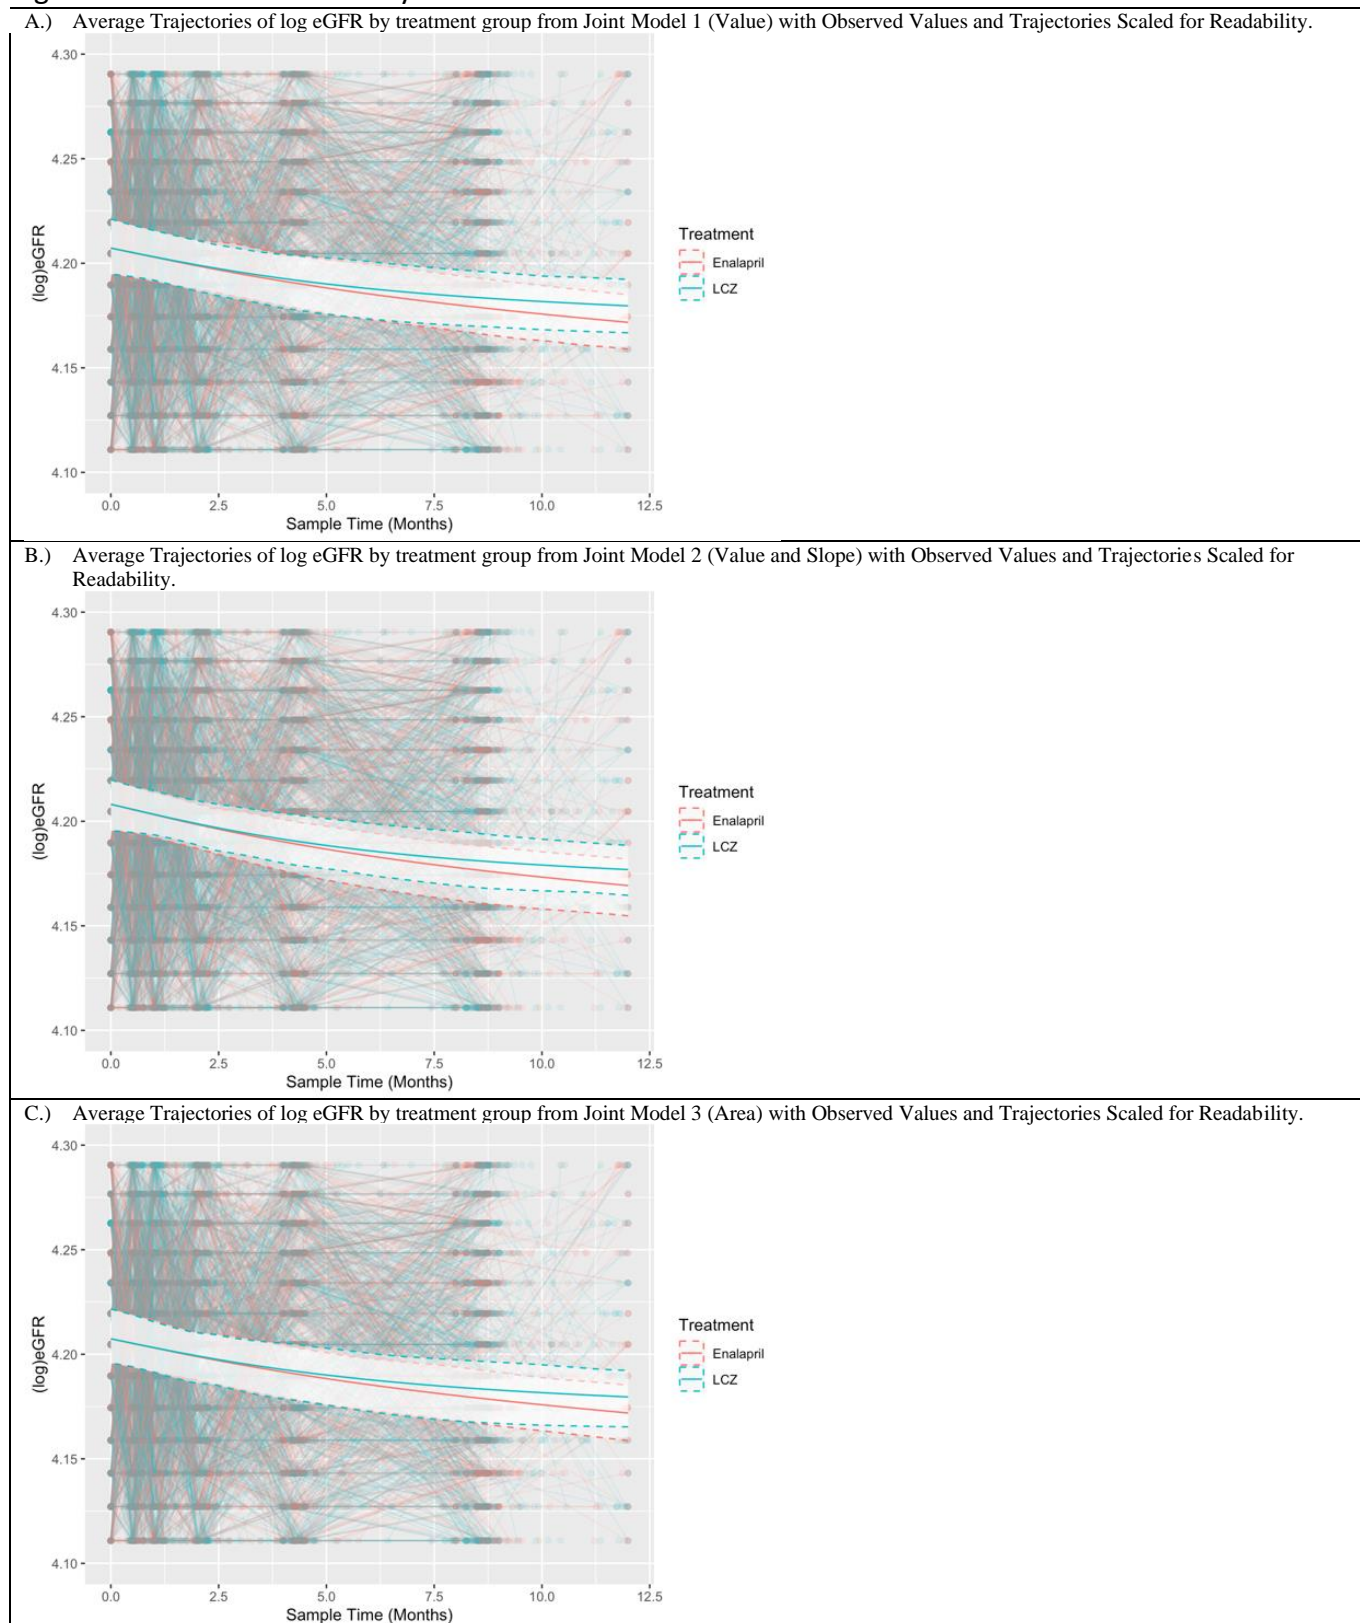 A.) Average Trajectories of log eGFR by treatment group from Joint Model 1 (Value) with Observed Values and Trajectories Scaled for Readability.
4.30
4.25
4.20
4.15
4.10
(log)eGFR
0.0 2.5 5.0 7.5 10.0 12.5
Sample Time (Months)
Treatment
Enalapril
LCZ
B.) Average Trajectories of log eGFR by treatment group from Joint Model 2 (Value and Slope) with Observed Values and Trajectories Scaled for
Readability.
4.30
4.25
4.20
4.15
4.10
(log)eGFR
0.0 2.5 5.0 7.5 10.0 12.5
Sample Time (Months)
Treatment
Enalapril
LCZ
C.) Average Trajectories of log eGFR by treatment group from Joint Model 3 (Area) with Observed Values and Trajectories Scaled for Readability.
4.30
4.25
4.20
4.15
4.10
(log)eGFR
0.0 2.5 5.0 7.5 10.0 12.5
Sample Time (Months)
Treatment
Enalapril
LCZ